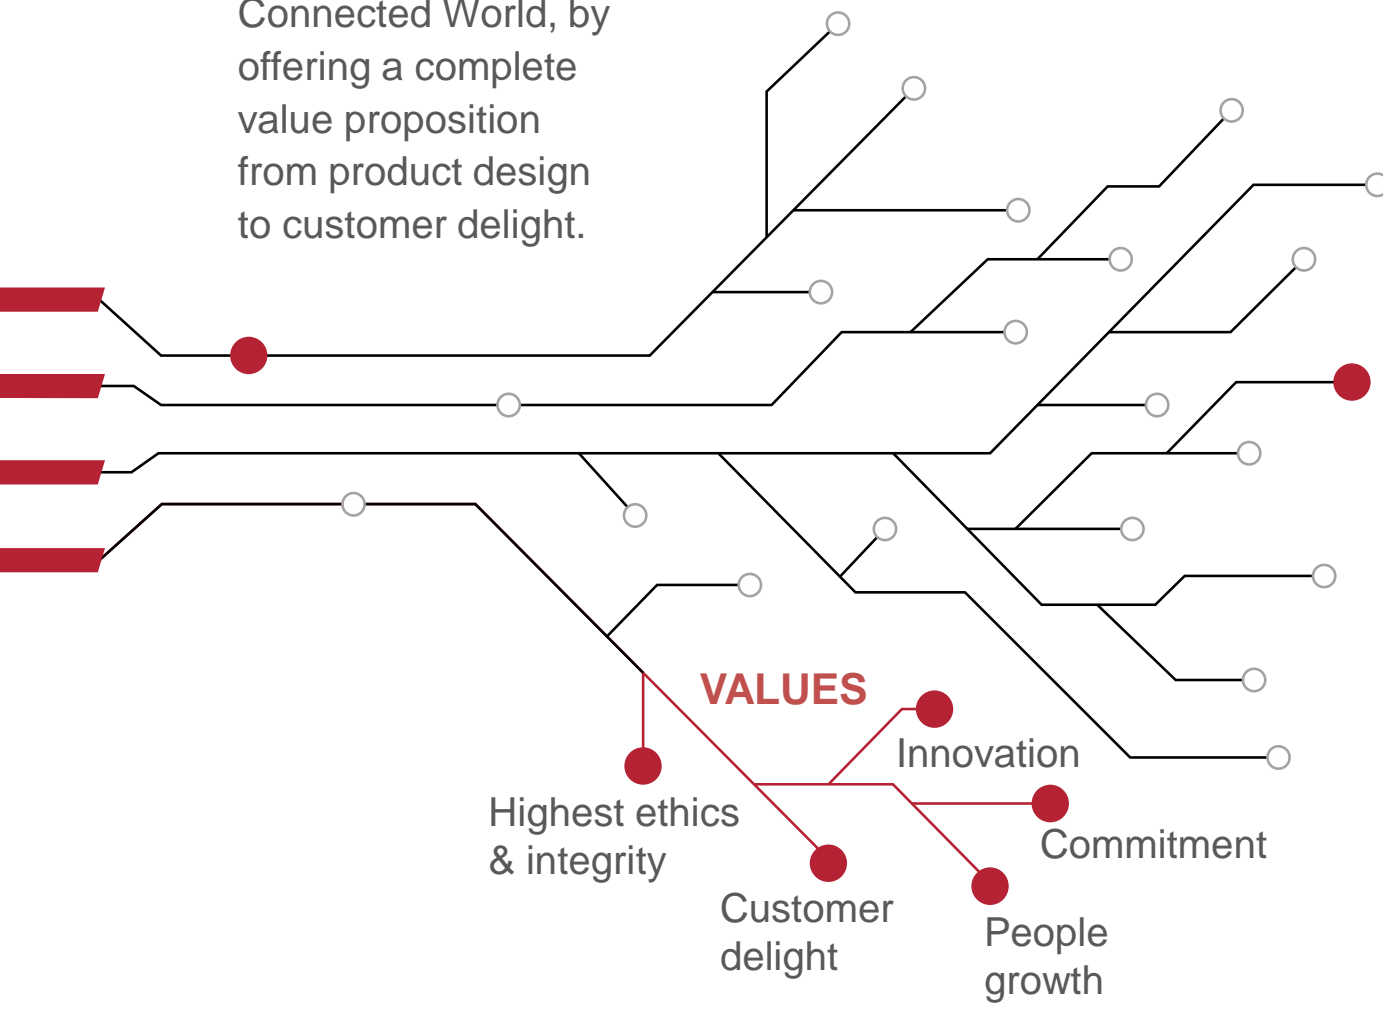 Connected World, by
offering a complete
value proposition
from product design
to customer delight.
VALUES
Innovation
Highest ethics
& integrity
Commitment
Customer
delight
People
growth